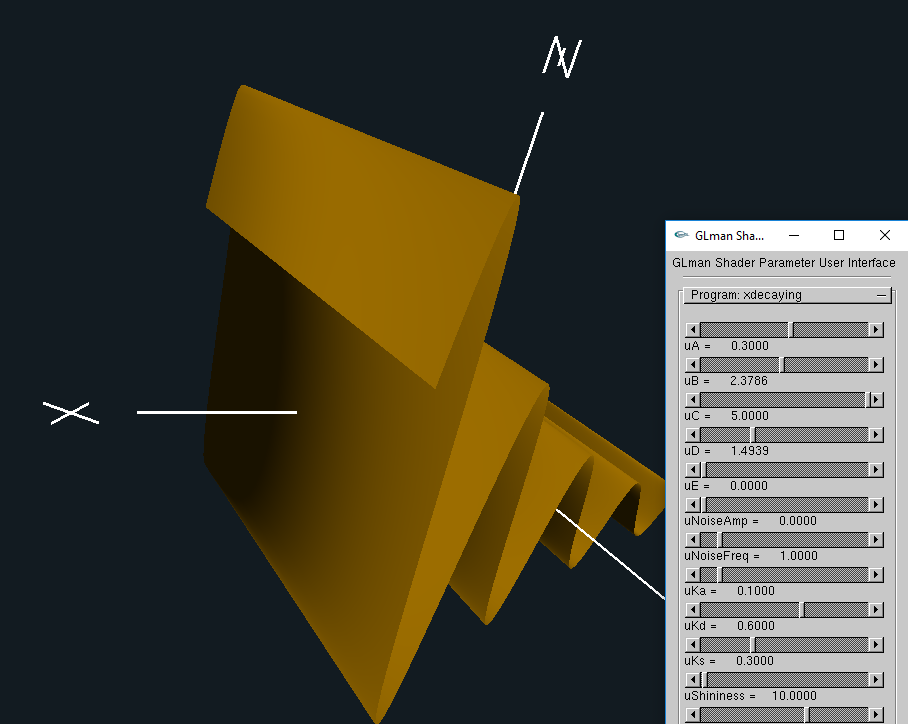 X
GLman Sha...
GLman Shader Parameter User Interface
Program: xdecaying
uA = 0.3000
uB = 2.3786
uC = 5.0000
uD = 1.4939
uE = 0.0000
uNoiseAmp = 0.0000
uNoiseFreq = 1.0000
uKa = 0.1000
uKd = 0.6000
uKs = 0.3000
uShininess = 10.0000